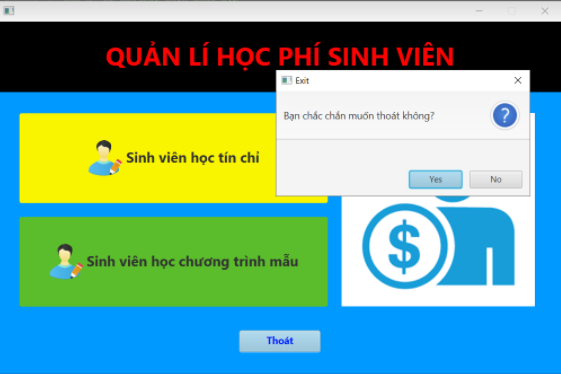 QUẢN LÍ HỌC PHÍ SINH VIÊN
Exit
Bạn chắc chắn muốn thoát không?
Yes
No
Sinh viên học tín chỉ
Sinh viên học chương trình mẫu
Thoát